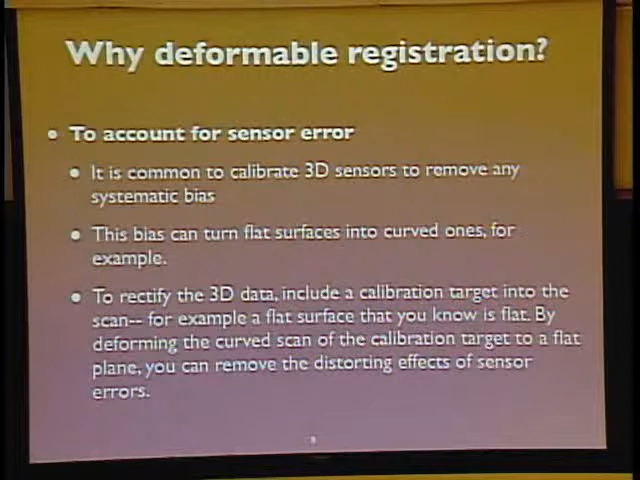 Why deformable registration?
• To account for sensor error
• It is common to calibrate 3D sensors to remove any
systematic bias
• This bias can turn flat surfaces into curved ones, for
example.
• To rectify the 3D data, include a calibration target into the
scan-- for example a flat surface that you know is flat. By
deforming the curved scan of the calibration target to a flat
plane, you can remove the distorting effects of sensor
errors.